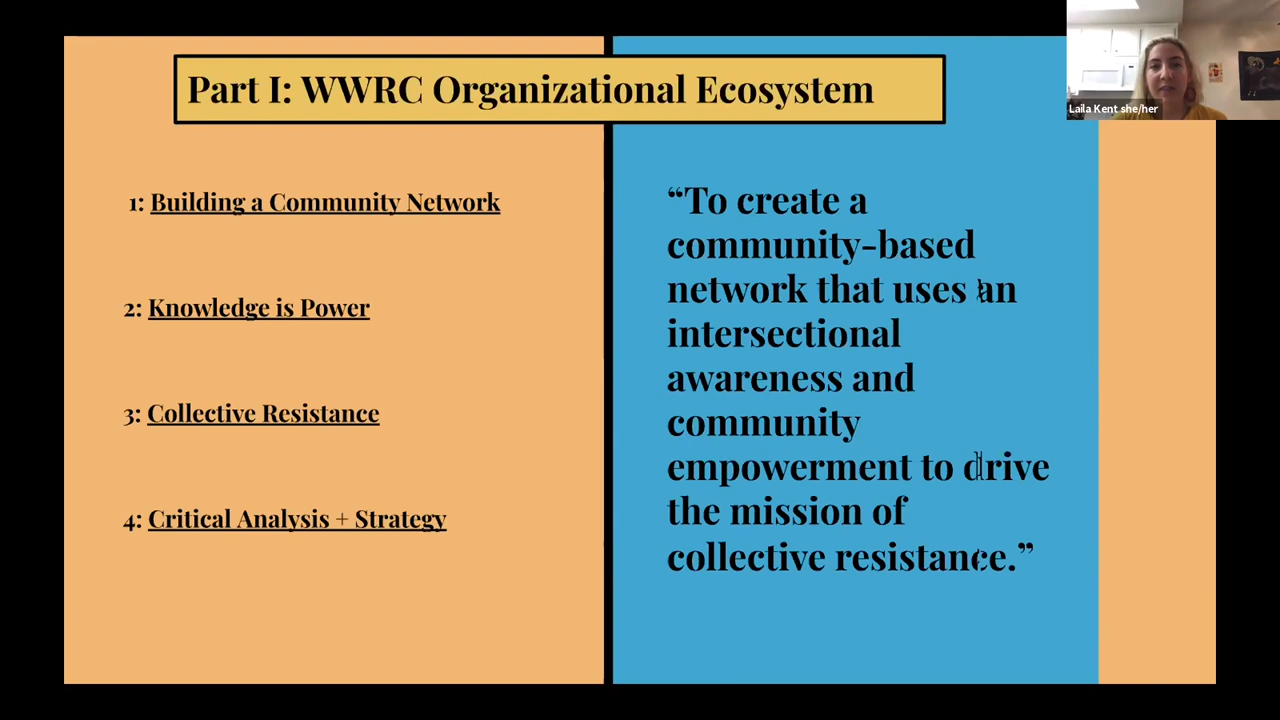 Part I: WWRC Organizational Ecosystem
Laila Kent she/her
1: Building a Community Network
2: Knowledge is Power
3: Collective Resistance
4: Critical Analysis + Strategy
“To create a
community-based
network that uses an
intersectional
awareness and
community
empowerment to drive
the mission of
collective resistance.”